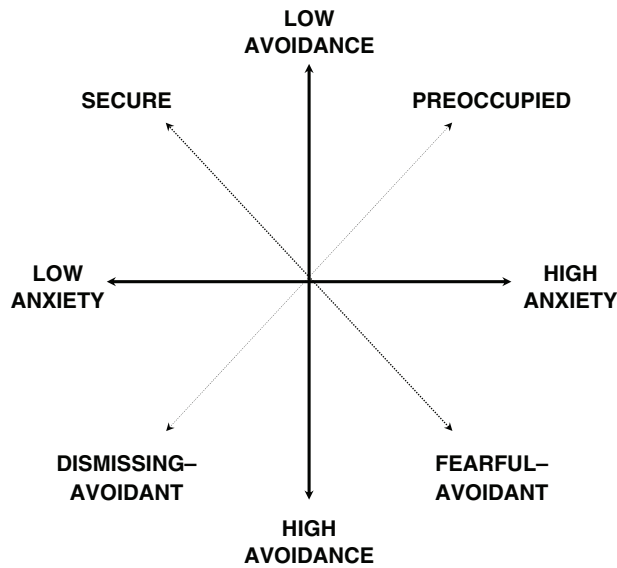 LOW
AVOIDANCE
SECURE
PREOCCUPIED
LOW
ANXIETY
HIGH
ANXIETY
DISMISSING–
AVOIDANT
FEARFUL–
AVOIDANT
HIGH
AVOIDANCE